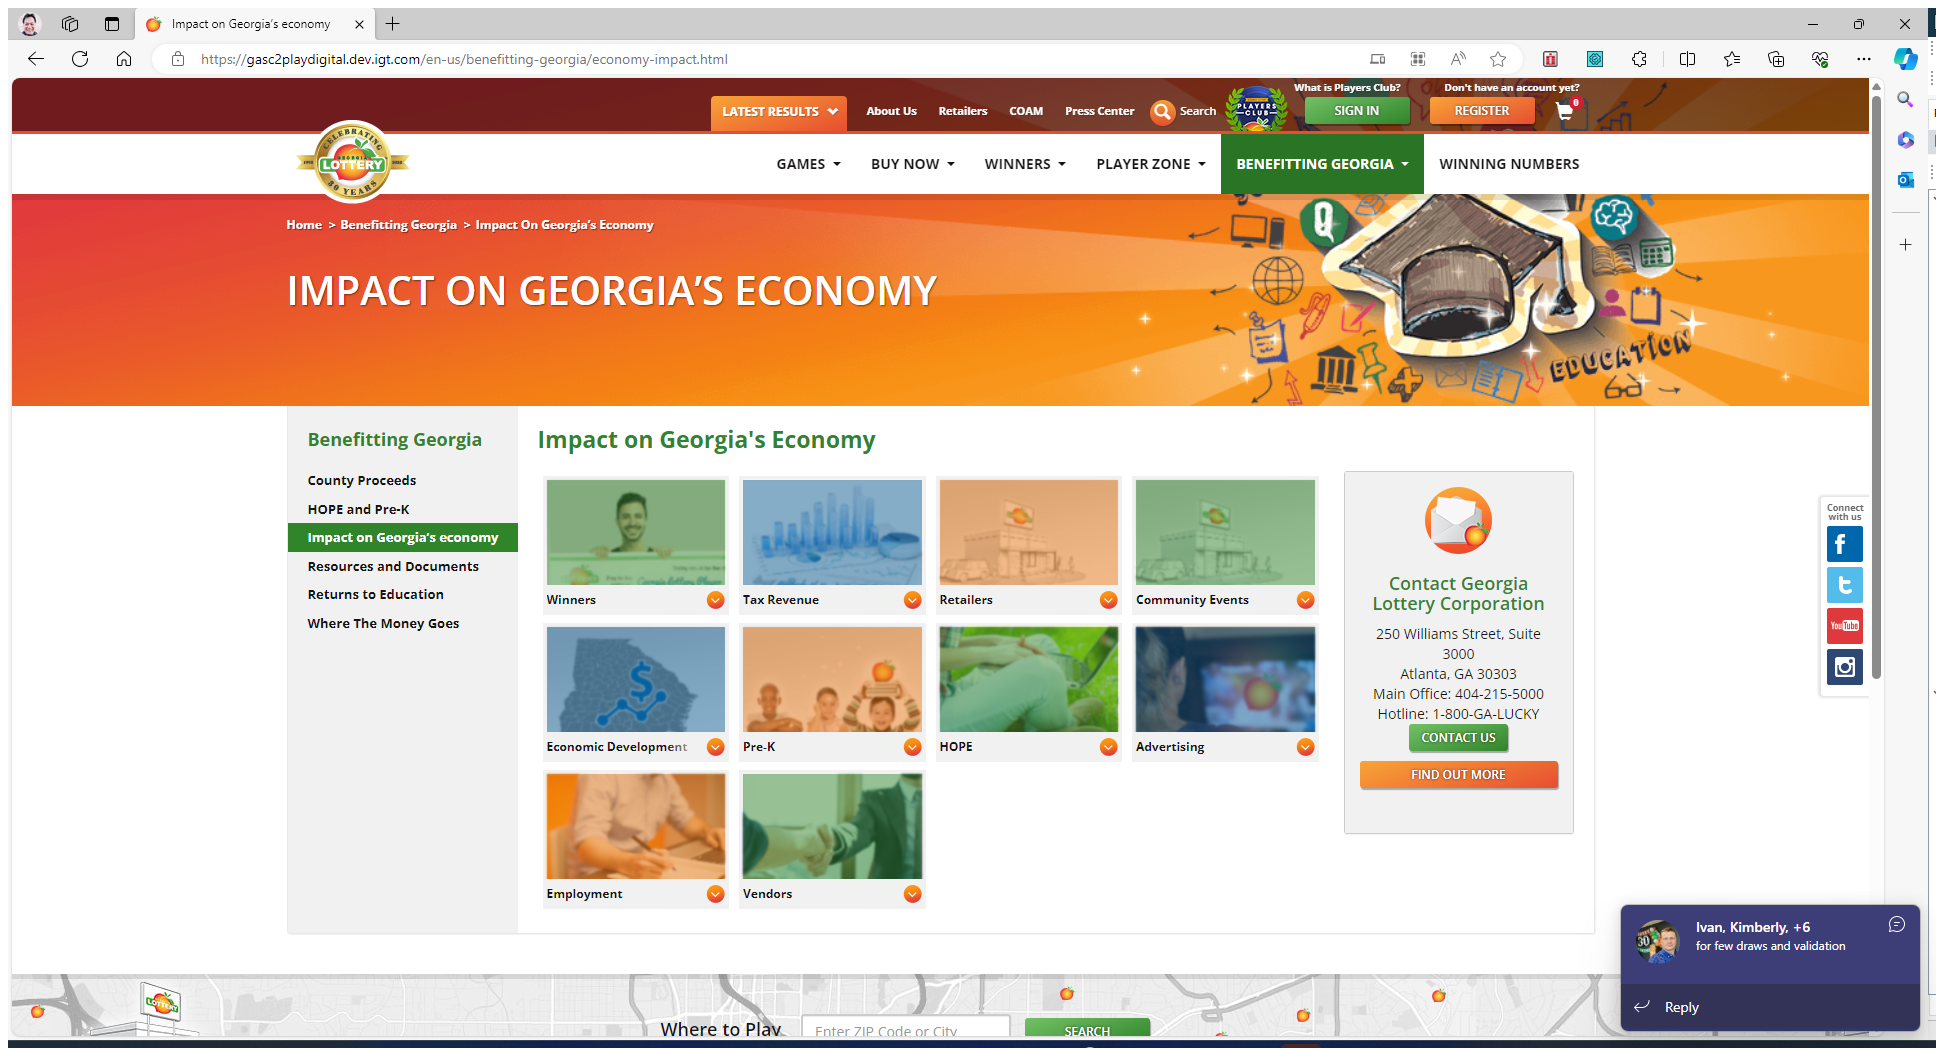 Impact on Georgia's economy
https://gasc2playdigital.dev.igt.com/en-us/benefitting-georgia/economy-impact.html
LATEST RESULTS
About Us
Retailers
COAM
Press Center
Search
PLAYERS CLUB
What is Players Club?
SIGN IN
Don't have an account yet?
REGISTER
0
CELEBRATING
GEORGIA
LOTTERY
30 YEARS
GAMES
BUY NOW
WINNERS
PLAYER ZONE
BENEFITTING GEORGIA
WINNING NUMBERS
Home > Benefitting Georgia > Impact On Georgia’s Economy
IMPACT ON GEORGIA’S ECONOMY
Q
EDUCATION
Benefitting Georgia
County Proceeds
HOPE and Pre-K
Impact on Georgia’s economy
Resources and Documents
Returns to Education
Where The Money Goes
Impact on Georgia's Economy
Winners
Tax Revenue
Retailers
Community Events
Economic Development
Pre-K
HOPE
Advertising
Employment
Vendors
Contact Georgia
Lottery Corporation
250 Williams Street, Suite
3000
Atlanta, GA 30303
Main Office: 404-215-5000
Hotline: 1-800-GA-LUCKY
CONTACT US
FIND OUT MORE
Connect
with us
You Tube
Ivan, Kimberly, +6
for few draws and validation
Reply
LOTTERY
Where to Play
Enter ZIP Code or City
SEARCH